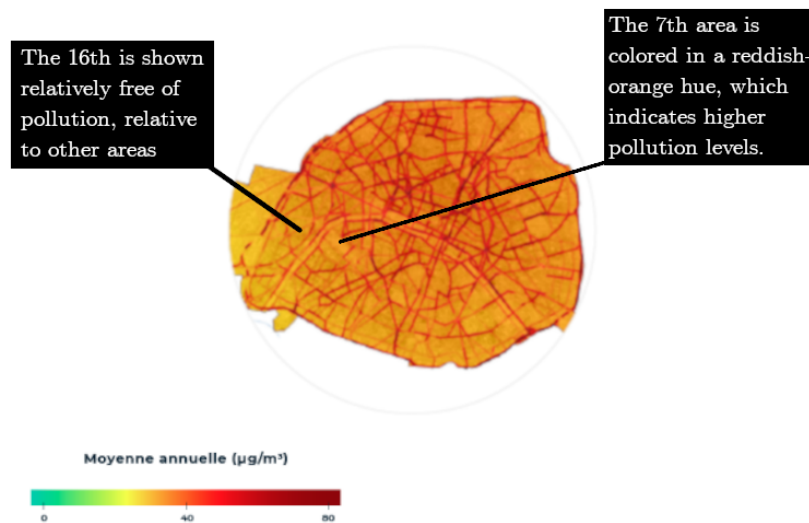 The 16th is shown
relatively free of
pollution, relative
to other areas
The 7th area is
colored in a reddish-
orange hue, which
indicates higher
pollution levels.
Moyenne annuelle (µg/m³)
0 40 80